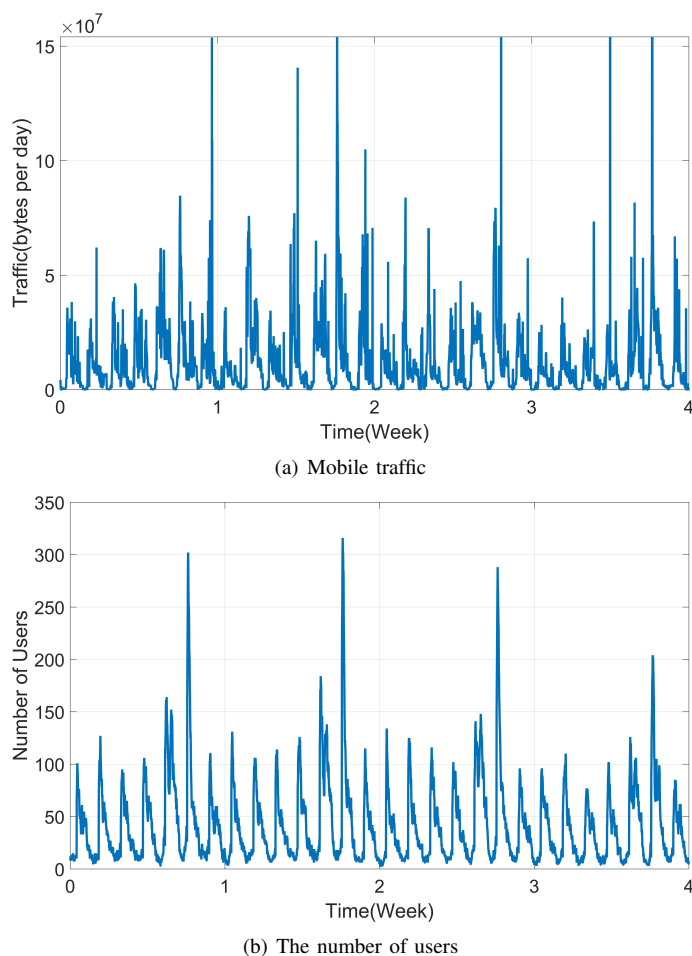 ×10⁷
15
10
5
0
Traffic(bytes per day)
0 1 2 3 4
Time(Week)
(a) Mobile traffic
350
300
250
200
150
100
50
0
Number of Users
0 1 2 3 4
Time(Week)
(b) The number of users